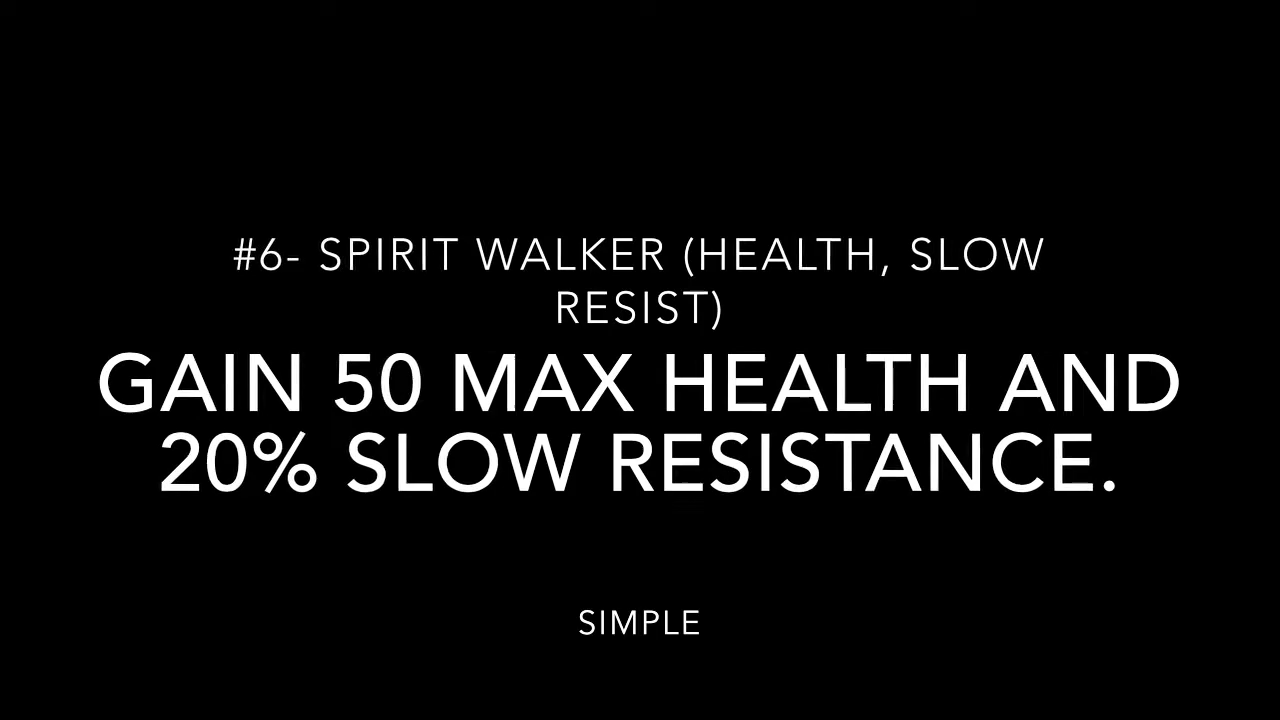 #6- SPIRIT WALKER (HEALTH, SLOW
RESIST)
GAIN 50 MAX HEALTH AND
20% SLOW RESISTANCE.
SIMPLE